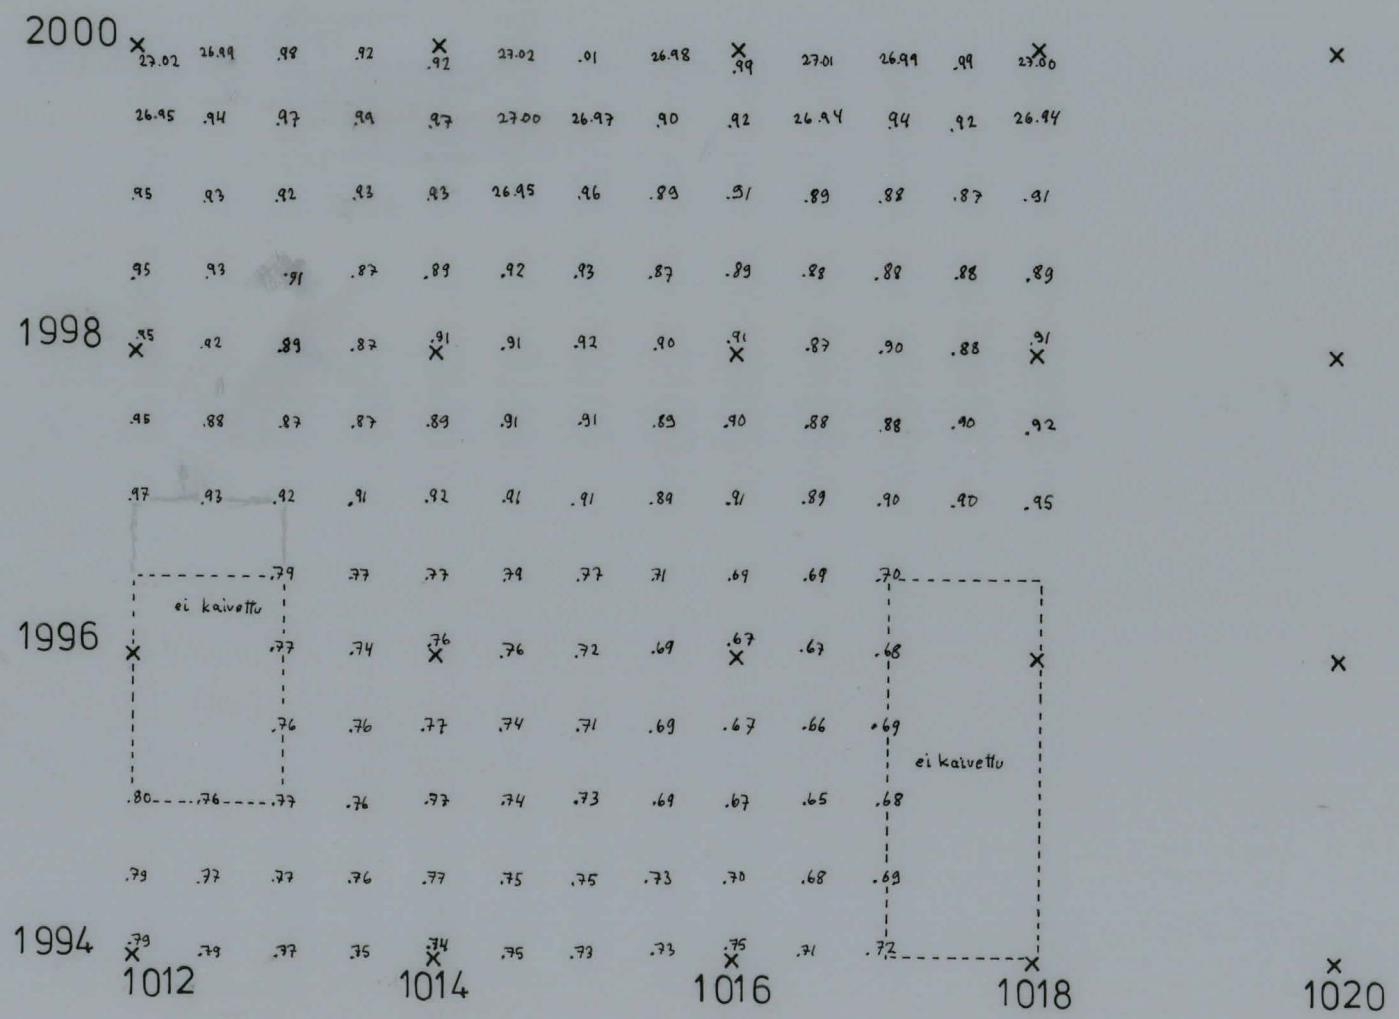 2000 × × × × ×
27.02 26.99 .98 .92 .92 27.02 .01 26.98 .99 27.01 26.99 .99 27.00
26.95 .94 .97 .99 .97 27.00 26.97 .90 .92 26.94 .94 .92 26.94
.95 .93 .92 .93 .93 26.95 .96 .89 .91 .89 .88 .87 .91
.95 .93 .91 .87 .89 .92 .93 .87 .89 .88 .88 .88 .89
1998 .95 .92 .89 .87 .91 .91 .92 .90 .91 .87 .90 .88 .91
× × × × ×
.95 .88 .87 .87 .89 .91 .91 .89 .90 .88 .88 .90 .92
.97 .93 .92 .91 .92 .91 .91 .89 .91 .89 .90 .90 .95
.79 .77 .77 .79 .77 .71 .69 .69 .70
ei kaivettu
1996 .77 .74 .76 .76 .72 .69 .67 .67 .68
× × × × ×
.76 .76 .77 .74 .71 .69 .67 .66 .69
ei kaivettu
.80 .76 .77 .76 .77 .74 .73 .69 .67 .65 .68
.79 .77 .77 .76 .77 .75 .75 .73 .70 .68 .69
1994 .79 .79 .77 .75 .74 .75 .73 .73 .75 .71 .72
× × × × ×
1012 1014 1016 1018 1020